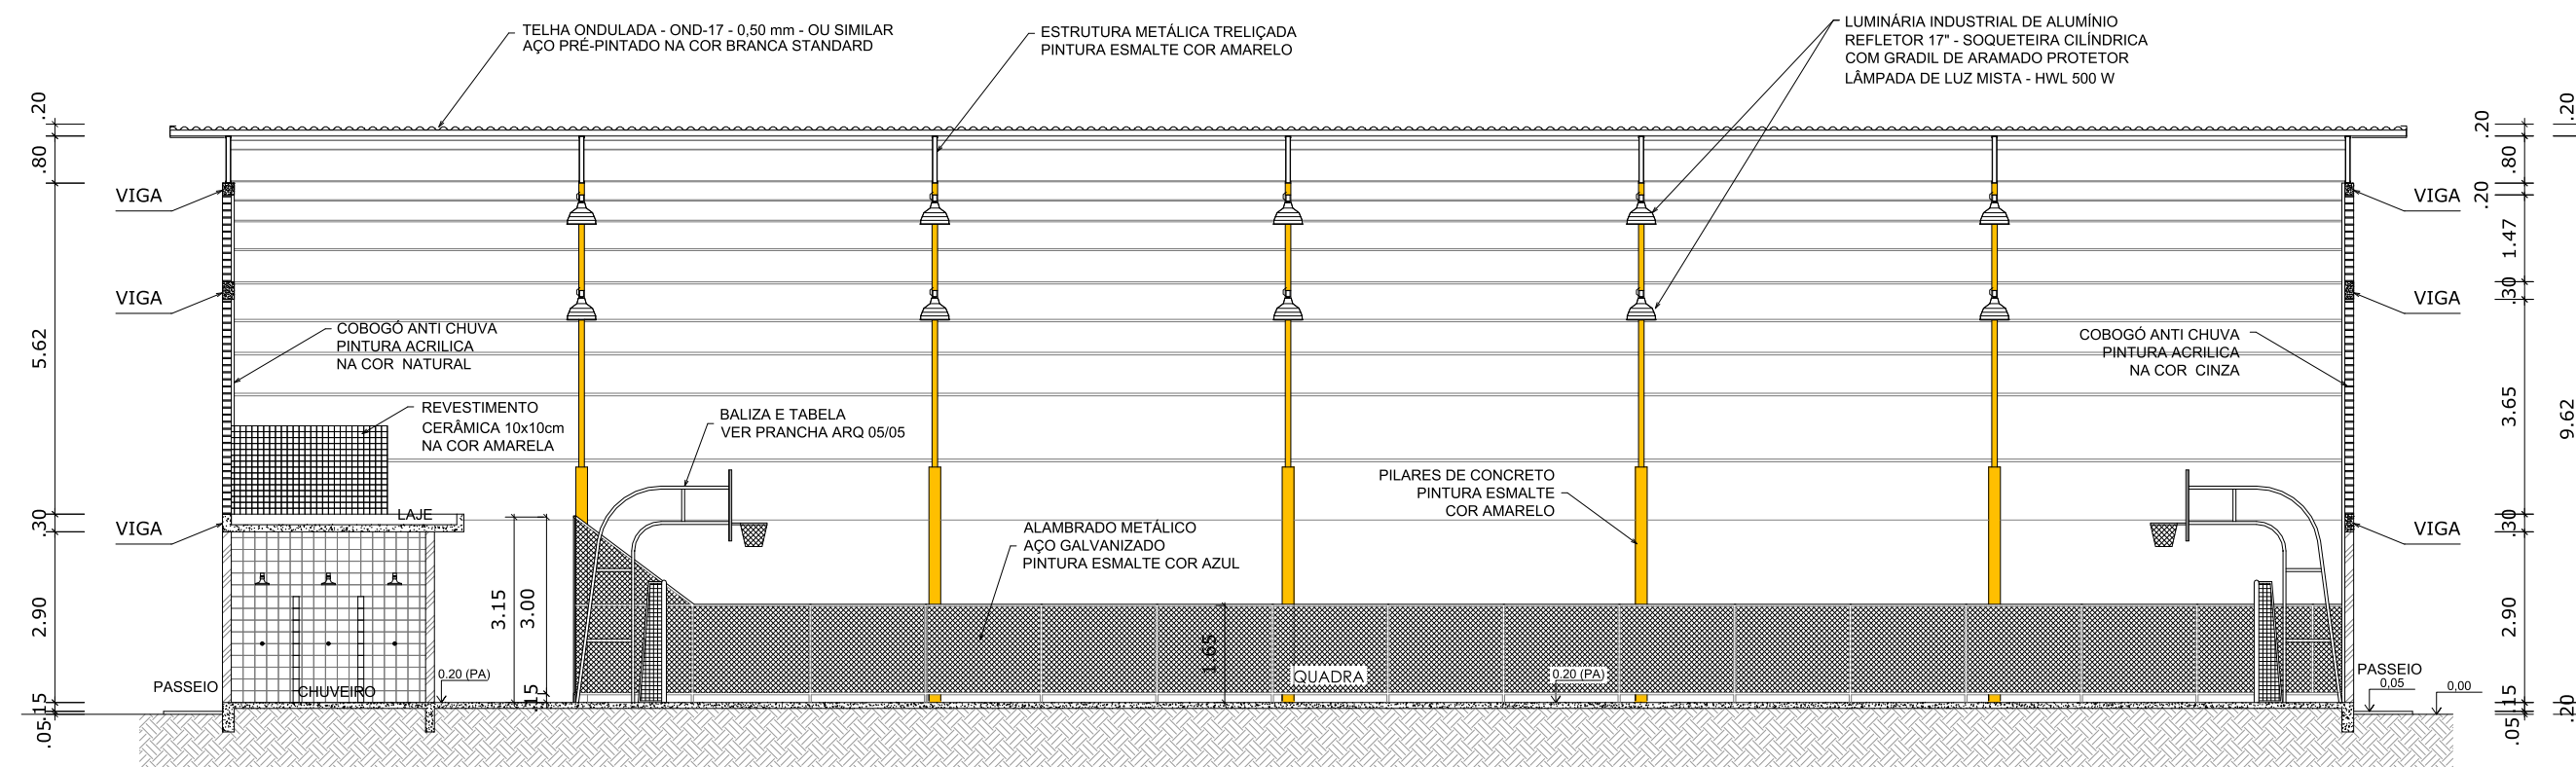 TELHA ONDULADA - OND-17 - 0,50 mm - OU SIMILAR
AÇO PRÉ-PINTADO NA COR BRANCA STANDARD
ESTRUTURA METÁLICA TRELIÇADA
PINTURA ESMALTE COR AMARELO
LUMINÁRIA INDUSTRIAL DE ALUMÍNIO
REFLETOR 17" - SOQUETEIRA CILÍNDRICA
COM GRADIL DE ARAMADO PROTETOR
LÂMPADA DE LUZ MISTA - HWL 500 W
.20
.80
5.62
.30
2.90
.15
.05
VIGA
VIGA
VIGA
COBOGÓ ANTI CHUVA
PINTURA ACRILICA
NA COR NATURAL
REVESTIMENTO
CERÂMICA 10x10cm
NA COR AMARELA
BALIZA E TABELA
VER PRANCHA ARQ 05/05
LAJE
CHUVEIRO
PASSEIO
0.20 (PA)
3.15
3.00
.15
ALAMBRADO METÁLICO
AÇO GALVANIZADO
PINTURA ESMALTE COR AZUL
1.65
QUADRA
PILARES DE CONCRETO
PINTURA ESMALTE
COR AMARELO
0.20 (PA)
COBOGÓ ANTI CHUVA
PINTURA ACRILICA
NA COR CINZA
VIGA
VIGA
VIGA
PASSEIO
0,05
0,00
.20
.80
.20
1.47
.30
3.65
.30
2.90
.15
.05
.20
9.62
.20